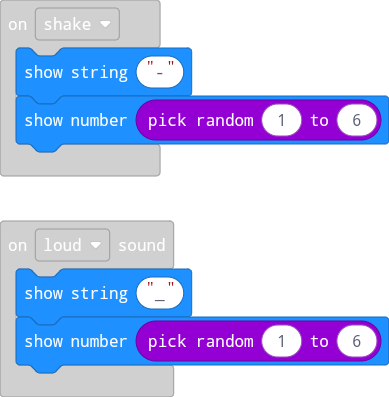 on shake
show string "-"
show number pick random 1 to 6
on loud sound
show string "_"
show number pick random 1 to 6